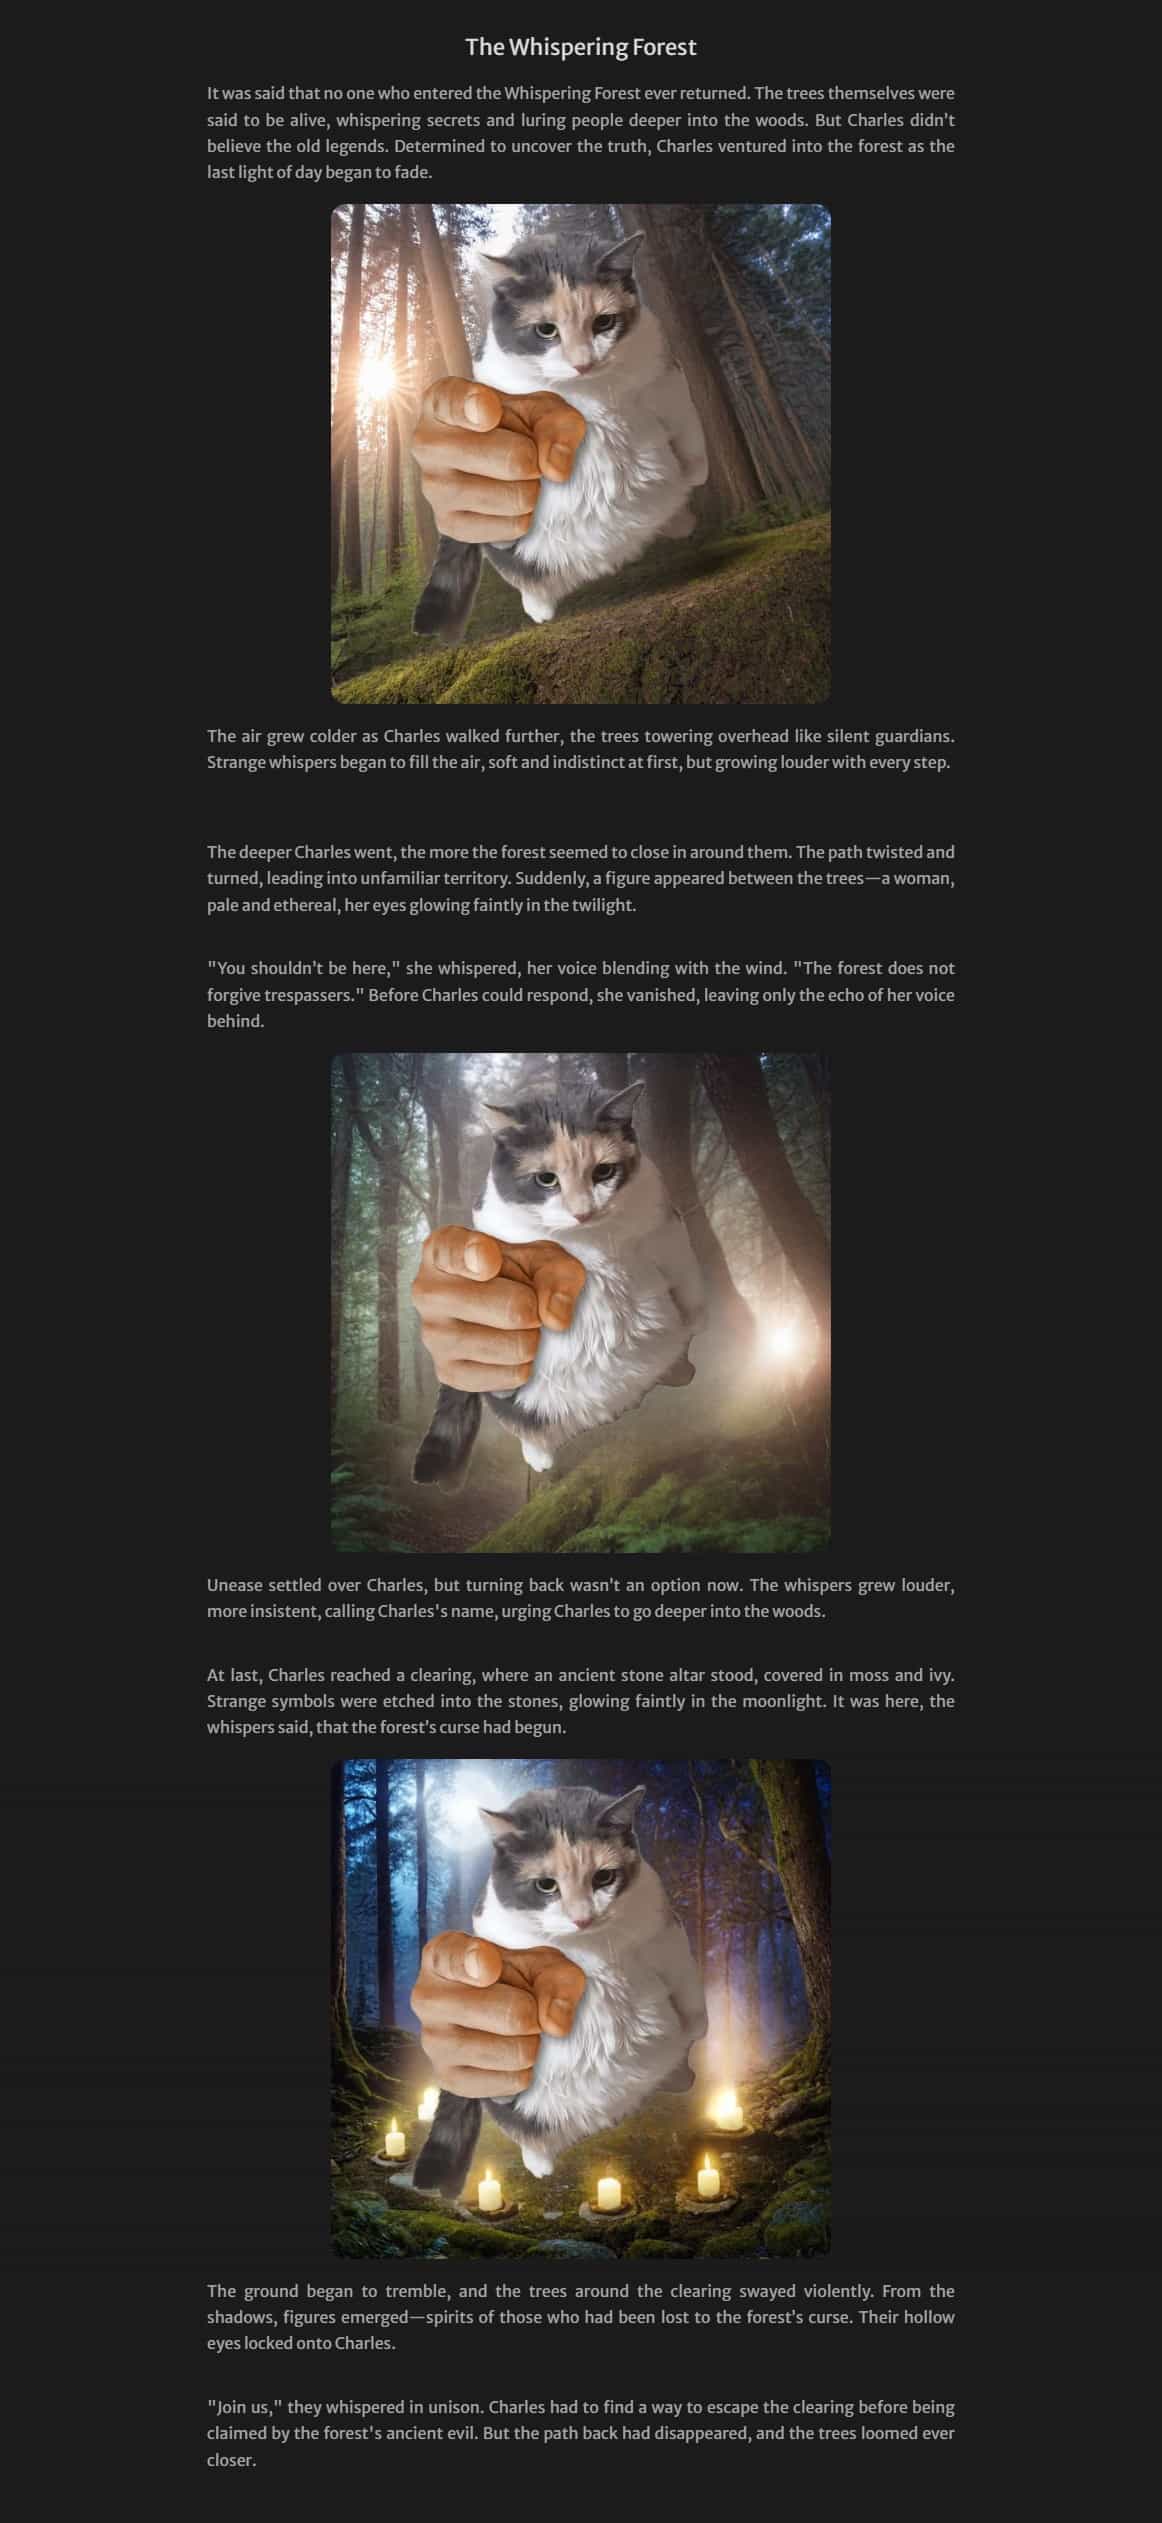 The Whispering Forest
It was said that no one who entered the Whispering Forest ever returned. The trees themselves were
said to be alive, whispering secrets and luring people deeper into the woods. But Charles didn't
believe the old legends. Determined to uncover the truth, Charles ventured into the forest as the
last light of day began to fade.
The air grew colder as Charles walked further, the trees towering overhead like silent guardians.
Strange whispers began to fill the air, soft and indistinct at first, but growing louder with every step.
The deeper Charles went, the more the forest seemed to close in around them. The path twisted and
turned, leading into unfamiliar territory. Suddenly, a figure appeared between the trees—a woman,
pale and ethereal, her eyes glowing faintly in the twilight.
"You shouldn't be here," she whispered, her voice blending with the wind. "The forest does not
forgive trespassers." Before Charles could respond, she vanished, leaving only the echo of her voice
behind.
Unease settled over Charles, but turning back wasn't an option now. The whispers grew louder,
more insistent, calling Charles's name, urging Charles to go deeper into the woods.
At last, Charles reached a clearing, where an ancient stone altar stood, covered in moss and ivy.
Strange symbols were etched into the stones, glowing faintly in the moonlight. It was here, the
whispers said, that the forest's curse had begun.
The ground began to tremble, and the trees around the clearing swayed violently. From the
shadows, figures emerged—spirits of those who had been lost to the forest's curse. Their hollow
eyes locked onto Charles.
"Join us," they whispered in unison. Charles had to find a way to escape the clearing before being
claimed by the forest's ancient evil. But the path back had disappeared, and the trees loomed ever
closer.